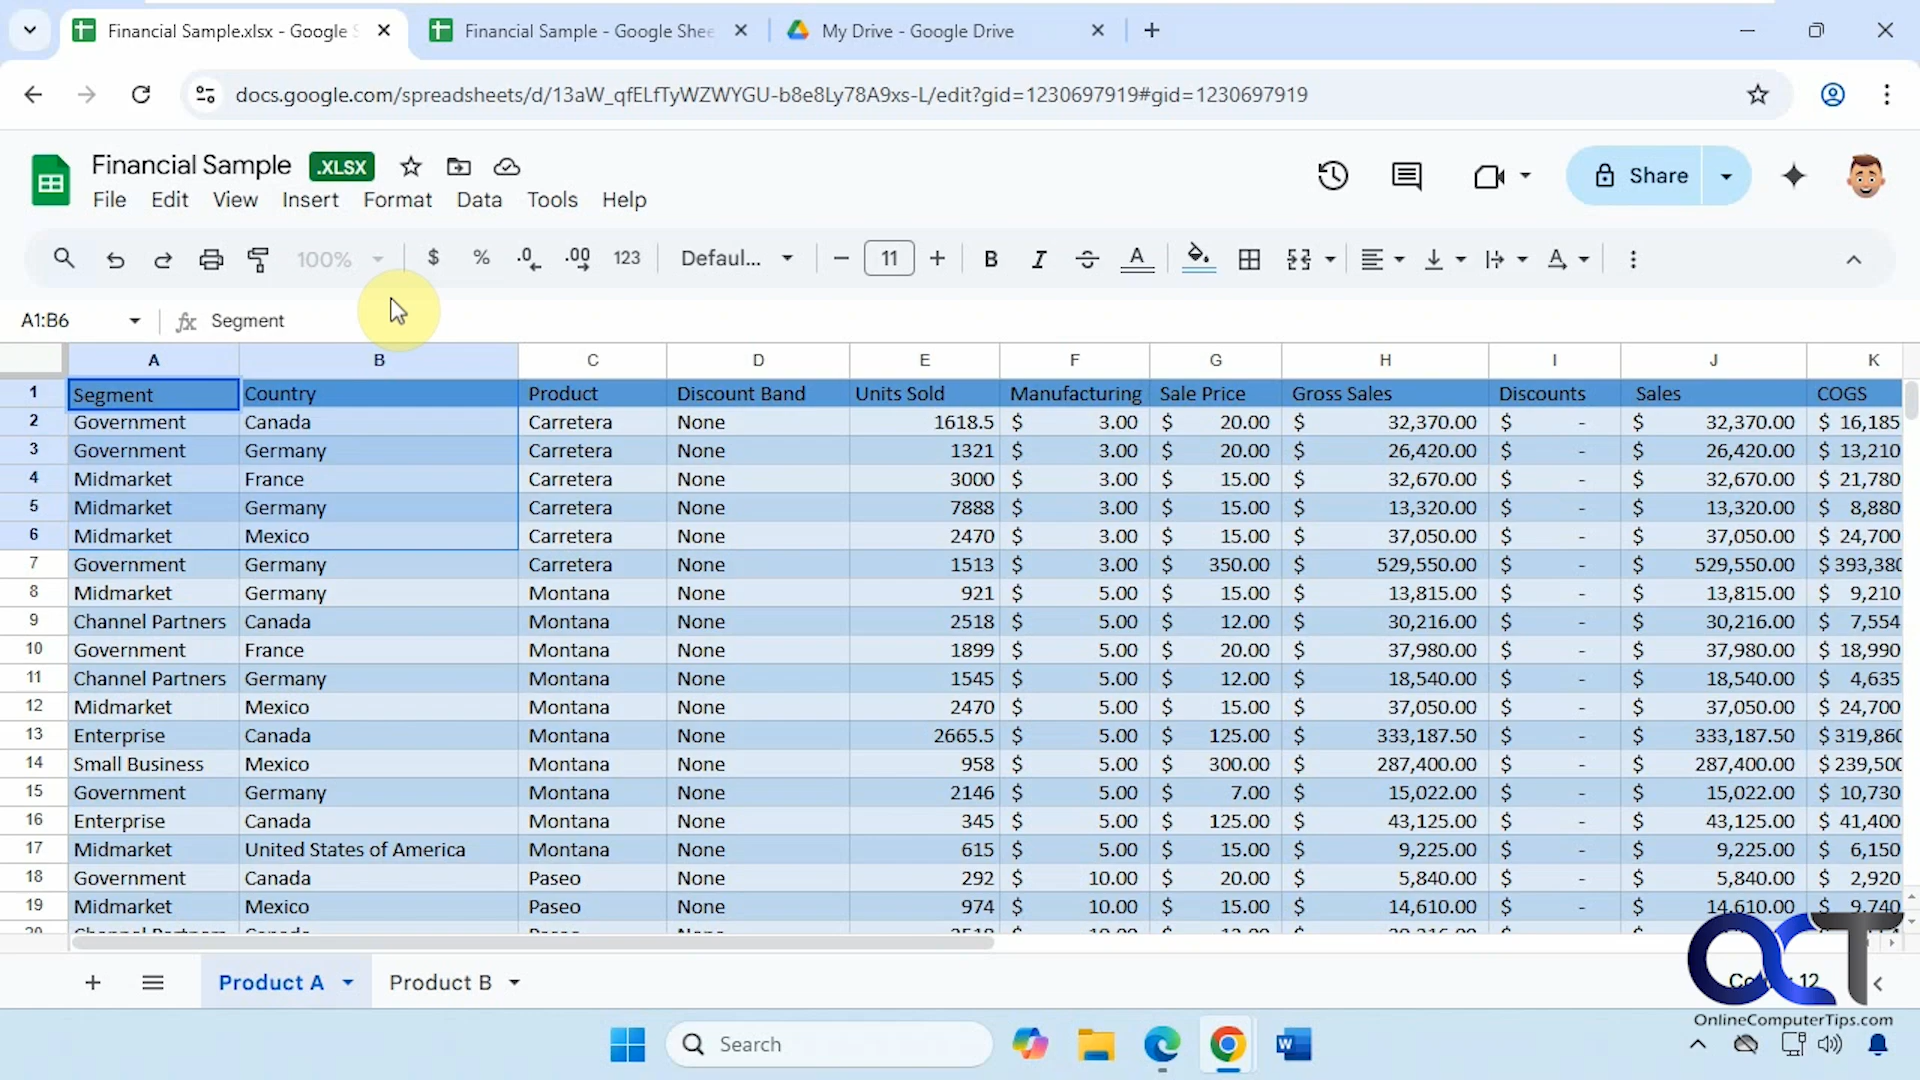 Financial Sample.xlsx - Google S
Financial Sample - Google Shee
My Drive - Google Drive
docs.google.com/spreadsheets/d/13aW_qfELfTyWZWYGU-b8e8Ly78A9xs-L/edit?gid=1230697919#gid=1230697919
Financial Sample .XLSX
Share
File Edit View Insert Format Data Tools Help
100% $ % .0 .00 123 Defaul... 11 B I A A
A1:B6 fx Segment
A B C D E F G H I J K
1 Segment Country Product Discount Band Units Sold Manufacturing Sale Price Gross Sales Discounts Sales COGS
2 Government Canada Carretera None 1618.5 $ 3.00 $ 20.00 $ 32,370.00 $ - $ 32,370.00 $ 16,185
3 Government Germany Carretera None 1321 $ 3.00 $ 20.00 $ 26,420.00 $ - $ 26,420.00 $ 13,210
4 Midmarket France Carretera None 3000 $ 3.00 $ 15.00 $ 32,670.00 $ - $ 32,670.00 $ 21,780
5 Midmarket Germany Carretera None 7888 $ 3.00 $ 15.00 $ 13,320.00 $ - $ 13,320.00 $ 8,880
6 Midmarket Mexico Carretera None 2470 $ 3.00 $ 15.00 $ 37,050.00 $ - $ 37,050.00 $ 24,700
7 Government Germany Carretera None 1513 $ 3.00 $ 350.00 $ 529,550.00 $ - $ 529,550.00 $ 393,380
8 Midmarket Germany Montana None 921 $ 5.00 $ 15.00 $ 13,815.00 $ - $ 13,815.00 $ 9,210
9 Channel Partners Canada Montana None 2518 $ 5.00 $ 12.00 $ 30,216.00 $ - $ 30,216.00 $ 7,554
10 Government France Montana None 1899 $ 5.00 $ 20.00 $ 37,980.00 $ - $ 37,980.00 $ 18,990
11 Channel Partners Germany Montana None 1545 $ 5.00 $ 12.00 $ 18,540.00 $ - $ 18,540.00 $ 4,635
12 Midmarket Mexico Montana None 2470 $ 5.00 $ 15.00 $ 37,050.00 $ - $ 37,050.00 $ 24,700
13 Enterprise Canada Montana None 2665.5 $ 5.00 $ 125.00 $ 333,187.50 $ - $ 333,187.50 $ 319,860
14 Small Business Mexico Montana None 958 $ 5.00 $ 300.00 $ 287,400.00 $ - $ 287,400.00 $ 239,500
15 Government Germany Montana None 2146 $ 5.00 $ 7.00 $ 15,022.00 $ - $ 15,022.00 $ 10,730
16 Enterprise Canada Montana None 345 $ 5.00 $ 125.00 $ 43,125.00 $ - $ 43,125.00 $ 41,400
17 Midmarket United States of America Montana None 615 $ 5.00 $ 15.00 $ 9,225.00 $ - $ 9,225.00 $ 6,150
18 Government Canada Paseo None 292 $ 10.00 $ 20.00 $ 5,840.00 $ - $ 5,840.00 $ 2,920
19 Midmarket Mexico Paseo None 974 $ 10.00 $ 15.00 $ 14,610.00 $ - $ 14,610.00 $ 9,740
Product A Product B 12
OCT
OnlineComputerTips.com
Search
W